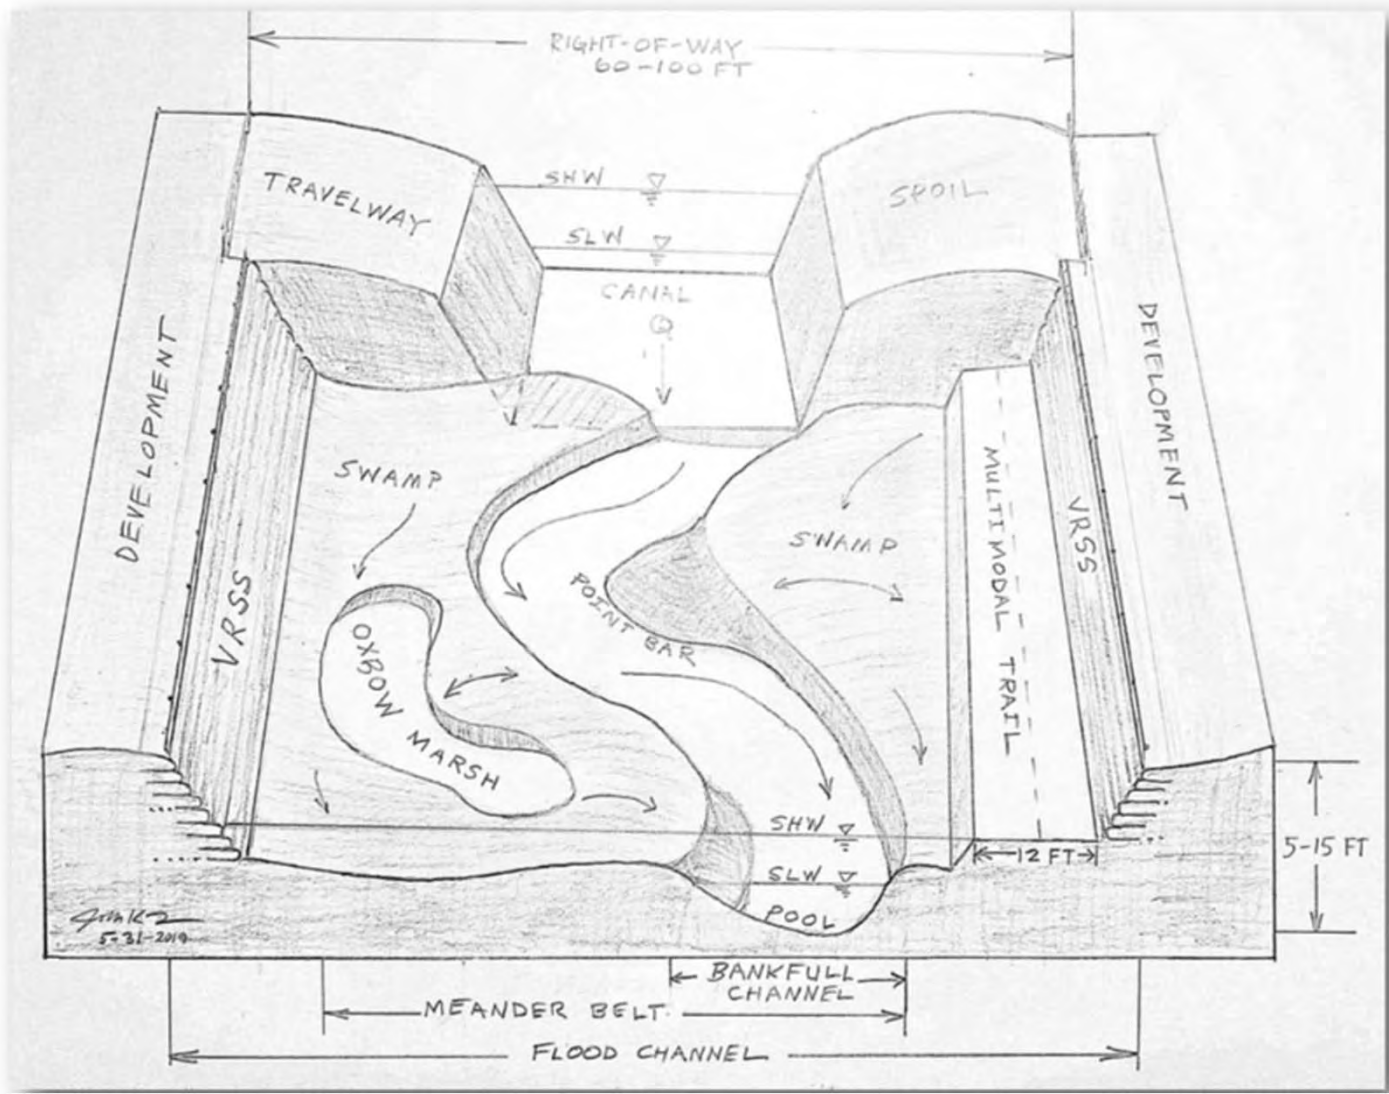 RIGHT-OF-WAY
60-100 FT
TRAVELWAY
SHW
SPOIL
SLW
CANAL
Q
DEVELOPMENT
DEVELOPMENT
SWAMP
MULTIMODAL TRAIL
VRSS
SWAMP
POINT BAR
VRSS
OXBOW MARSH
SHW
12 FT
5-15 FT
SLW
POOL
5-31-2019
BANKFULL
CHANNEL
MEANDER BELT
FLOOD CHANNEL